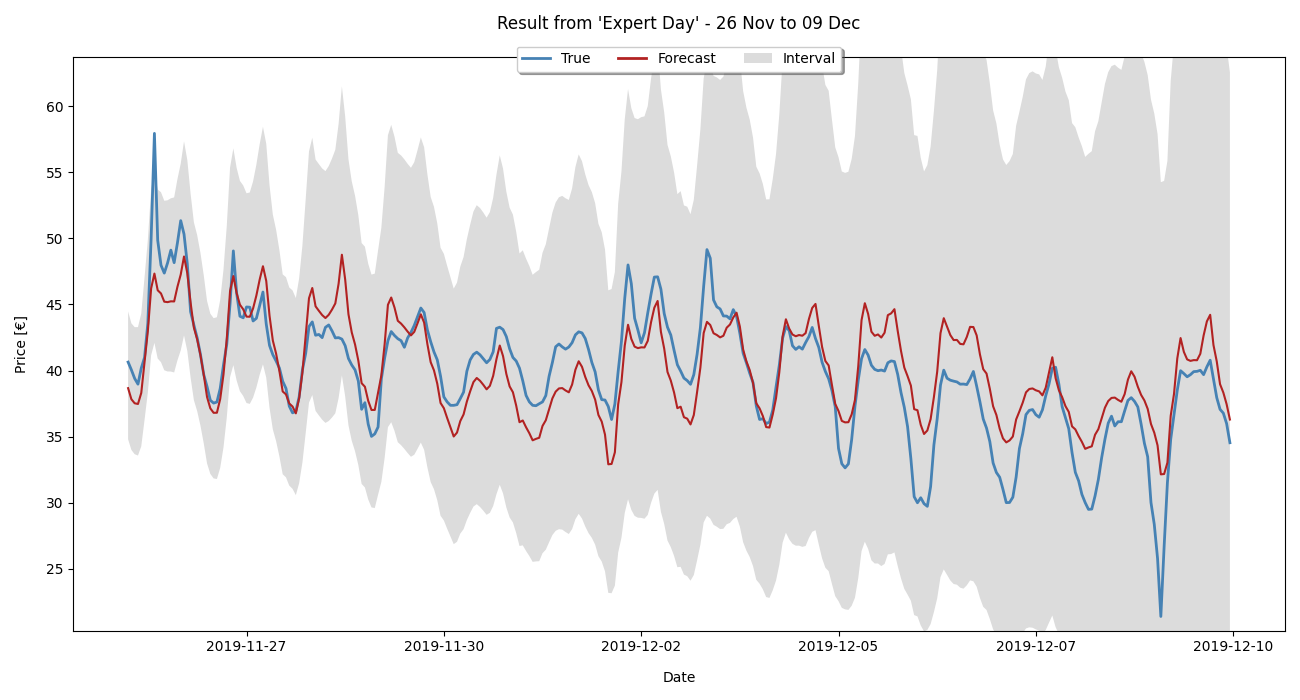 Result from 'Expert Day' - 26 Nov to 09 Dec
True Forecast Interval
60
55
50
45
40
35
30
25
Price [€]
2019-11-27 2019-11-30 2019-12-02 2019-12-05 2019-12-07 2019-12-10
Date